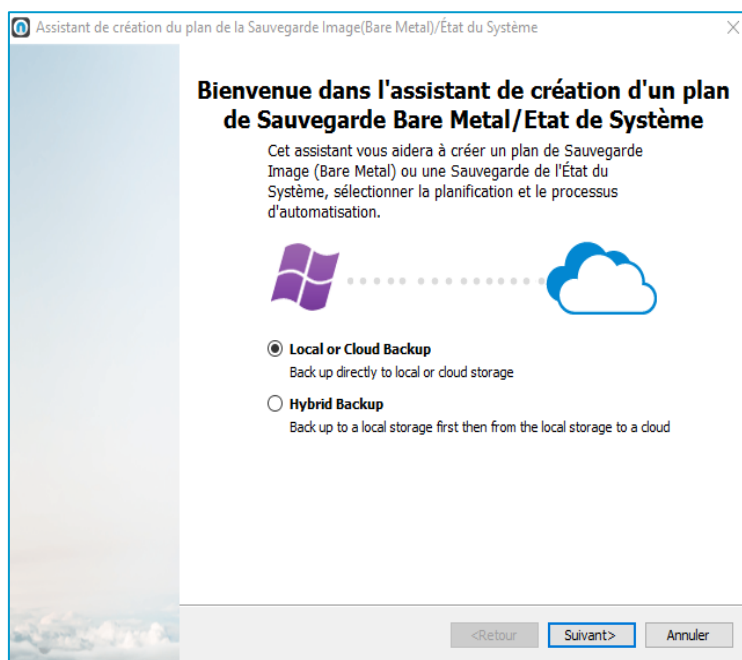 Assistant de création du plan de la Sauvegarde Image(Bare Metal)/État du Système
Bienvenue dans l'assistant de création d'un plan
de Sauvegarde Bare Metal/Etat de Système
Cet assistant vous aidera à créer un plan de Sauvegarde
Image (Bare Metal) ou une Sauvegarde de l'État du
Système, sélectionner la planification et le processus
d'automatisation.
Local or Cloud Backup
Back up directly to local or cloud storage
Hybrid Backup
Back up to a local storage first then from the local storage to a cloud
<Retour
Suivant>
Annuler